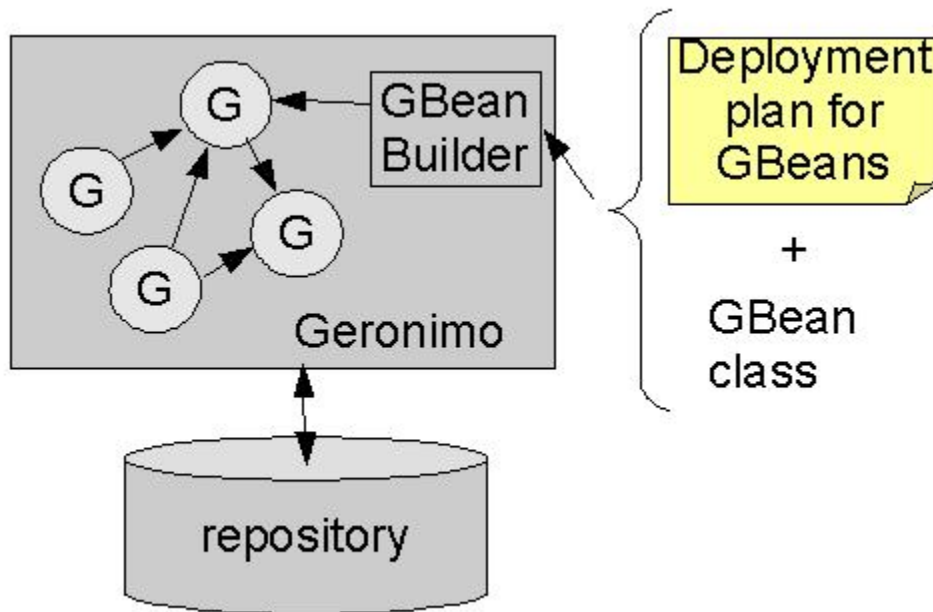 G
GBean
Builder
G
G
G
Geronimo
Deployment
plan for
GBeans
+
GBean
class
repository